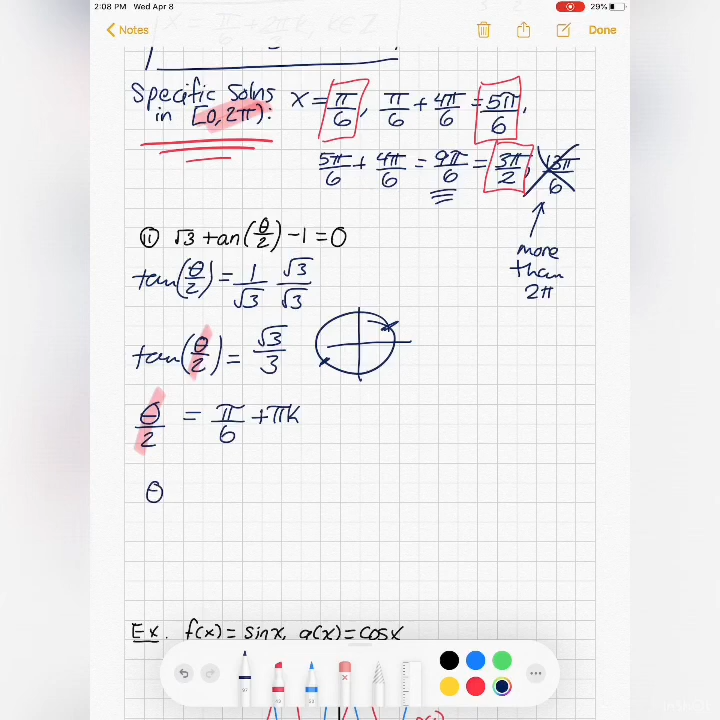 2:08 PM Wed Apr 8
29%
Notes
Done
Specific Solns in [0, 2π): x = π/6, π/6 + 4π/6 = 5π/6,
5π/6 + 4π/6 = 9π/6 = 3π/2, 13π/6
more than 2π
(ii) √3 tan(θ/2) − 1 = 0
tan(θ/2) = 1/√3 √3/√3
tan(θ/2) = √3/3
θ/2 = π/6 + πk
θ
Ex. f(x) = sinx, g(x) = cosx